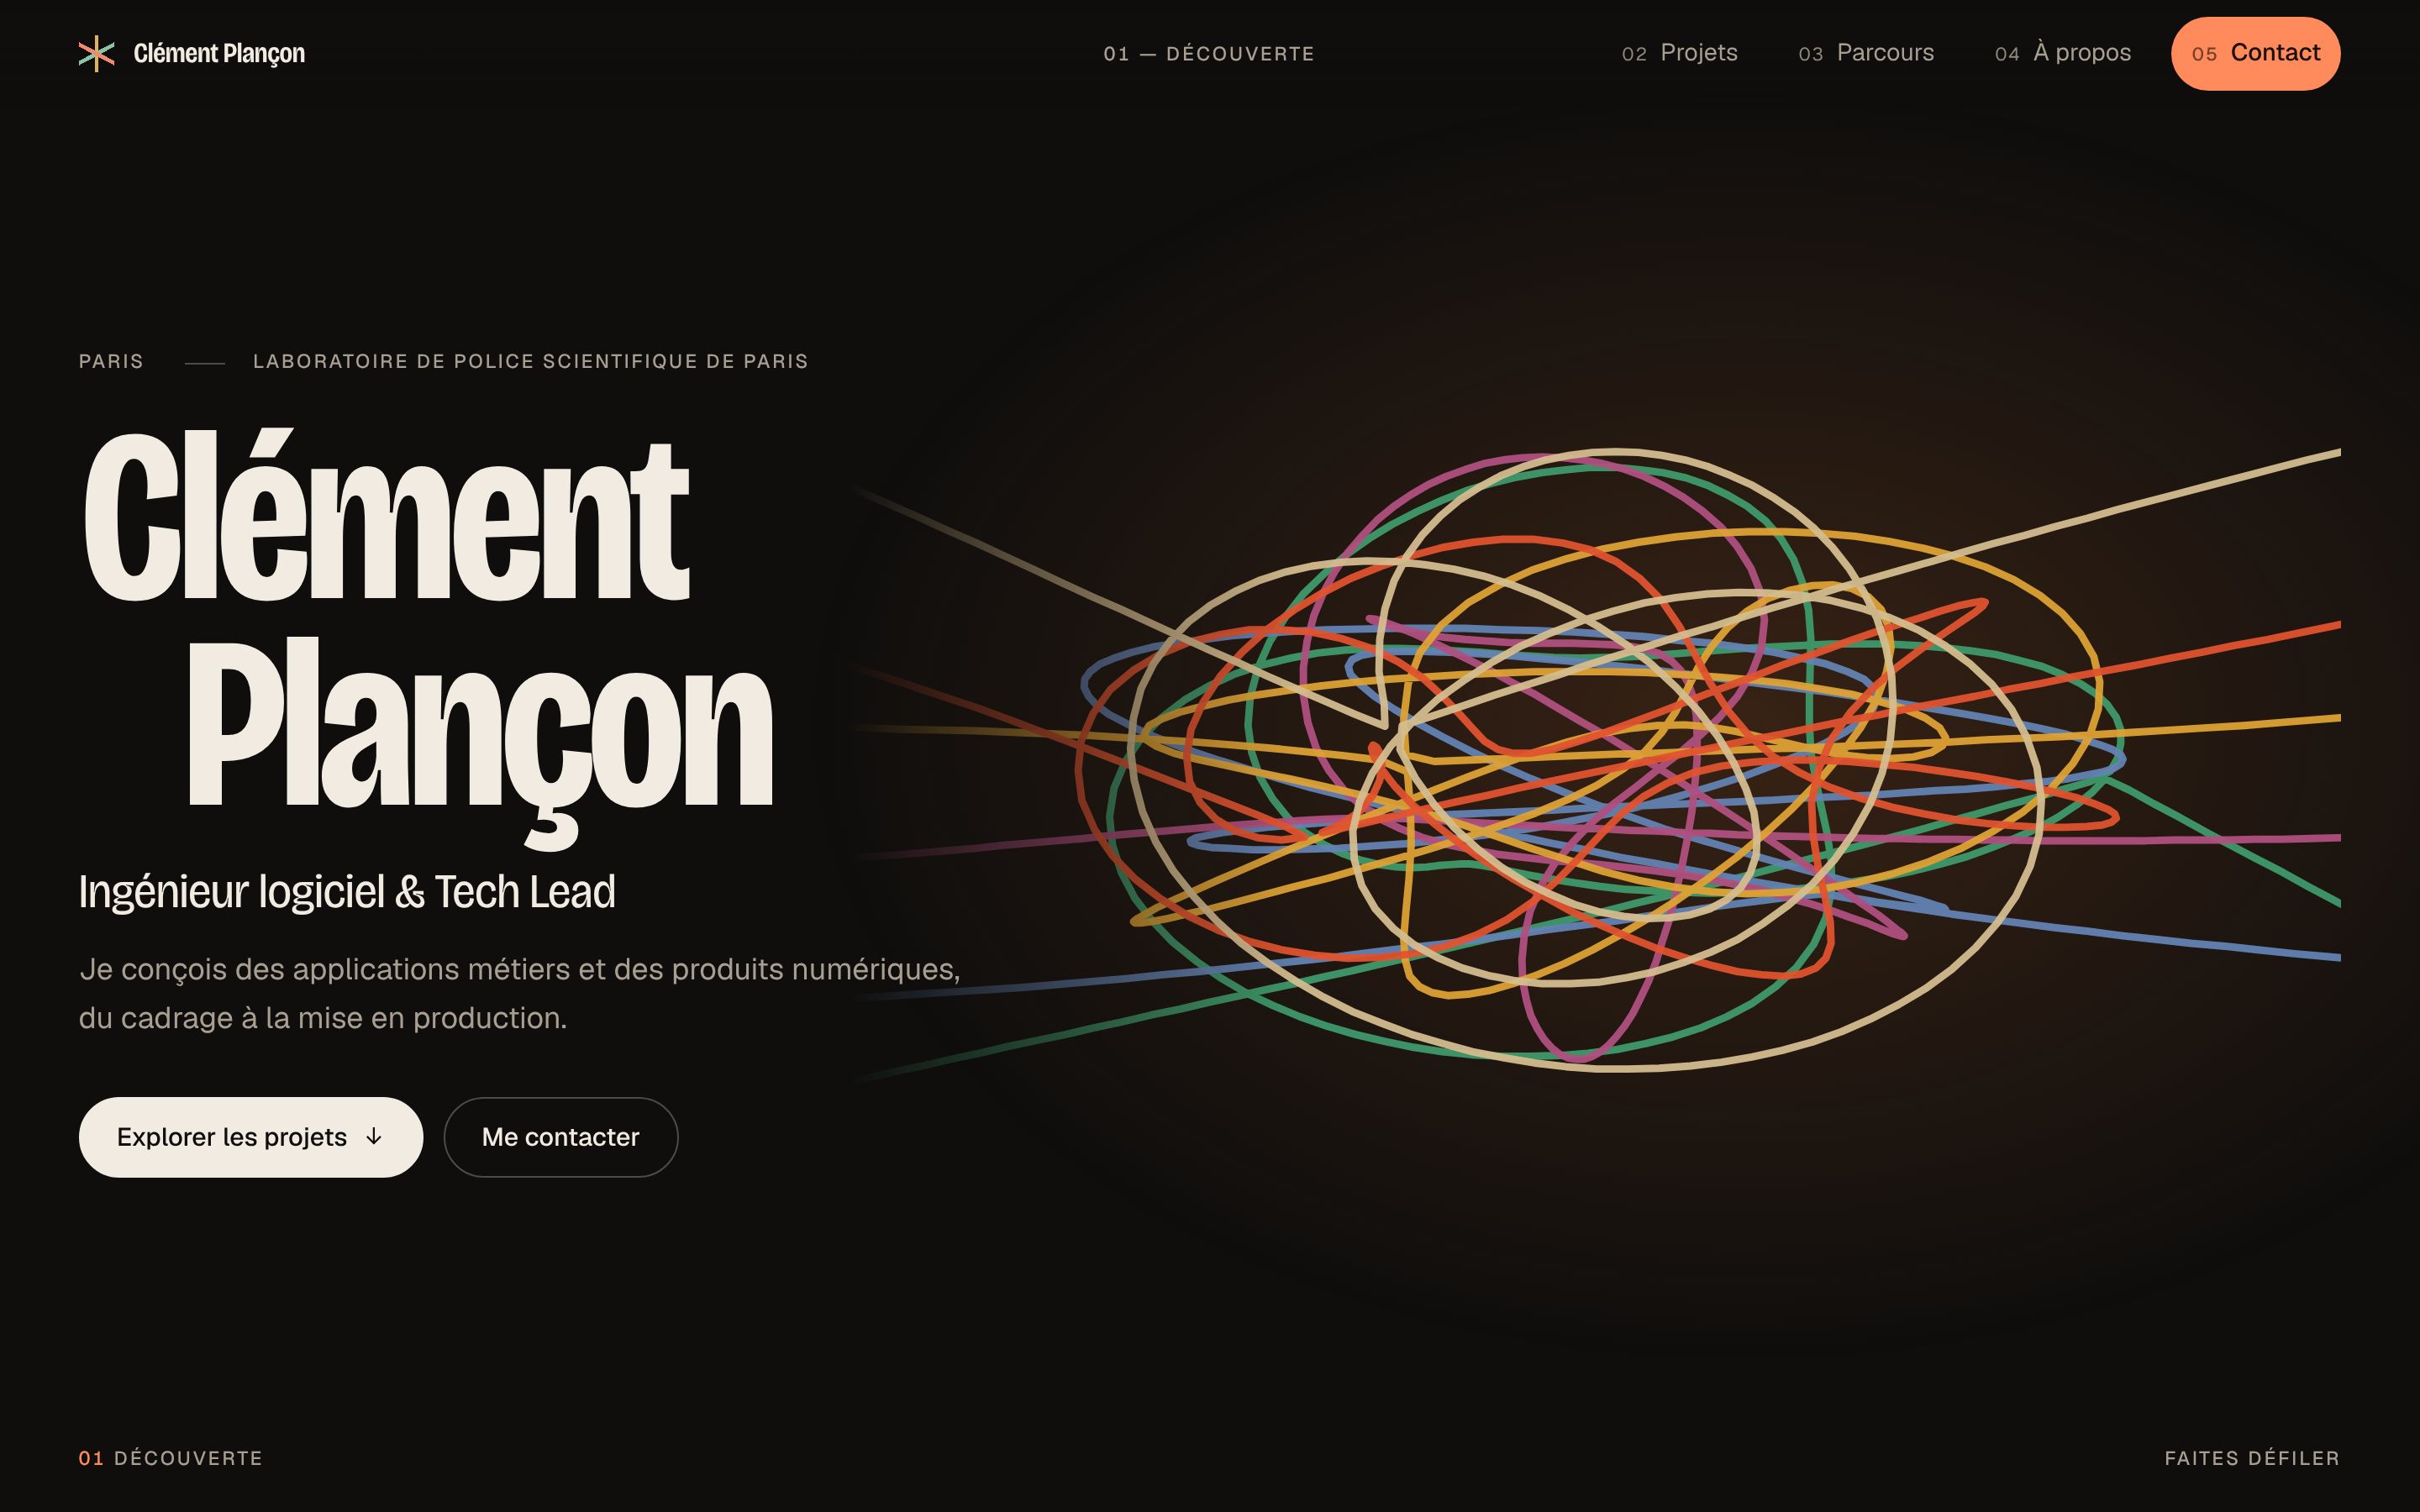 Clément Plançon
01 — DÉCOUVERTE
02 Projets
03 Parcours
04 À propos
05 Contact
PARIS — LABORATOIRE DE POLICE SCIENTIFIQUE DE PARIS
Clément
Plançon
Ingénieur logiciel & Tech Lead
Je conçois des applications métiers et des produits numériques,
du cadrage à la mise en production.
Explorer les projets ↓
Me contacter
01 DÉCOUVERTE
FAITES DÉFILER